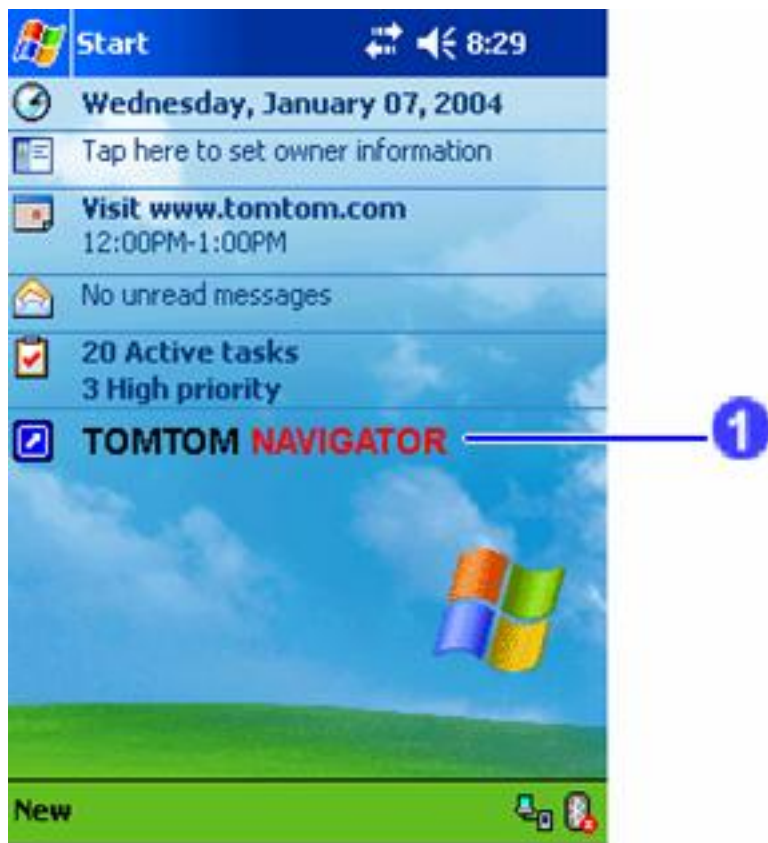 Start 8:29
Wednesday, January 07, 2004
Tap here to set owner information
Visit www.tomtom.com
12:00PM-1:00PM
No unread messages
20 Active tasks
3 High priority
TOMTOM NAVIGATOR
1
New